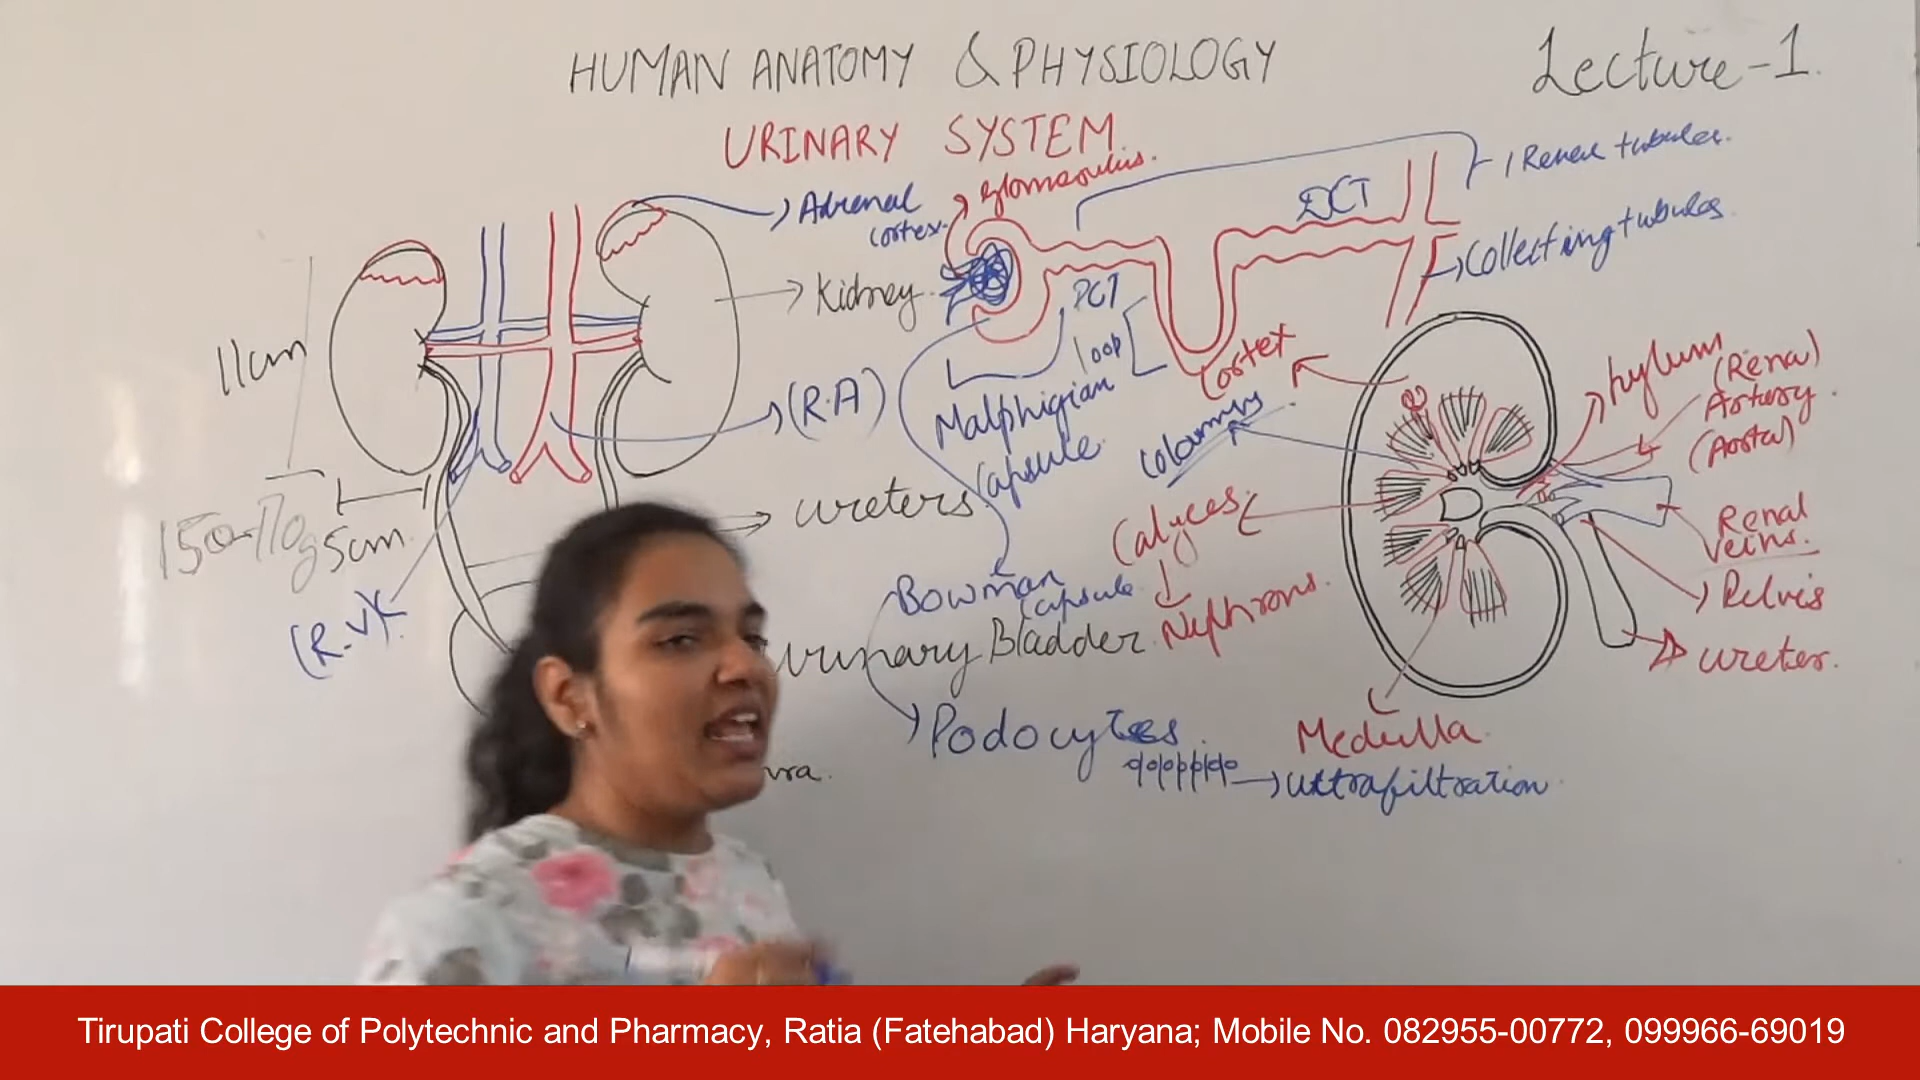 HUMAN ANATOMY & PHYSIOLOGY
Lecture-1.
URINARY SYSTEM
Adrenal
cortex
Kidney
(R.A)
ureters
urinary Bladder
11cm
150-170g
5cm
(R.V)
Glomerulus.
PCT
loop
DCT
Renal tubules.
Collecting tubules
Malphigian
Capsule
Bowman
Capsule
Podocytes
ultrafiltration
Cortex
Columns
Calyces
Nephrons.
Medulla
hylum
(Renal)
Artery
(Aorta)
Renal
veins.
Pelvis
ureter.
Tirupati College of Polytechnic and Pharmacy, Ratia (Fatehabad) Haryana; Mobile No. 082955-00772, 099966-69019